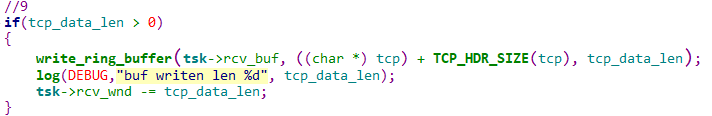 //9
if(tcp_data_len > 0)
{
write_ring_buffer(tsk->rcv_buf, ((char *) tcp) + TCP_HDR_SIZE(tcp), tcp_data_len);
log(DEBUG,"buf writen len %d", tcp_data_len);
tsk->rcv_wnd -= tcp_data_len;
}